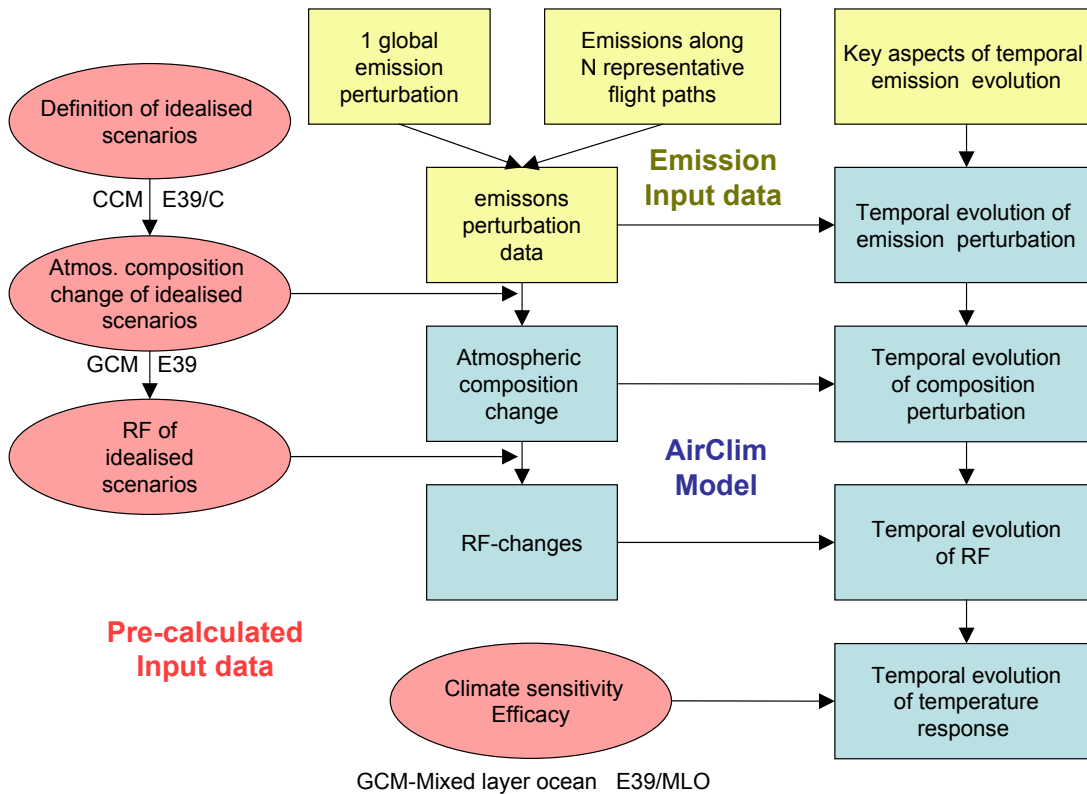 1 global
emission
perturbation
Emissions along
N representative
flight paths
Key aspects of temporal
emission evolution
Definition of idealised
scenarios
CCM E39/C
Emission
Input data
emissons
perturbation
data
Temporal evolution of
emission perturbation
Atmos. composition
change of idealised
scenarios
GCM E39
Atmospheric
composition
change
Temporal evolution
of composition
perturbation
RF of
idealised
scenarios
AirClim
Model
RF-changes
Temporal evolution
of RF
Pre-calculated
Input data
Climate sensitivity
Efficacy
Temporal evolution
of temperature
response
GCM-Mixed layer ocean E39/MLO